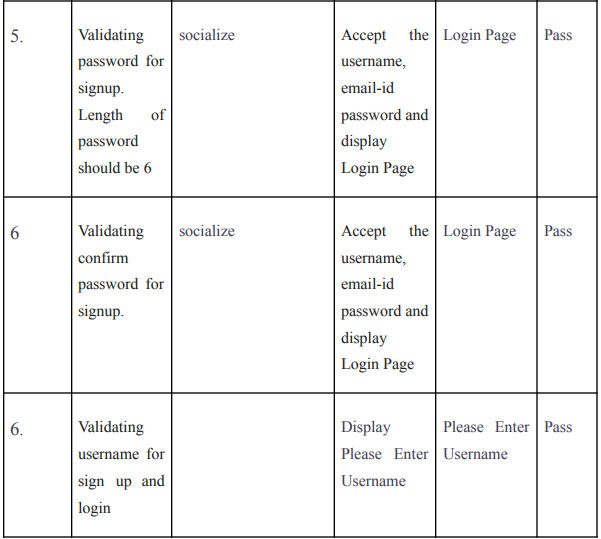 5. Validating socialize Accept the Login Page Pass
password for username,
signup. email-id
Length of password and
password display
should be 6 Login Page
6 Validating socialize Accept the Login Page Pass
confirm username,
password for email-id
signup. password and
display
Login Page
6. Validating Display Please Enter Pass
username for Please Enter Username
sign up and Username
login